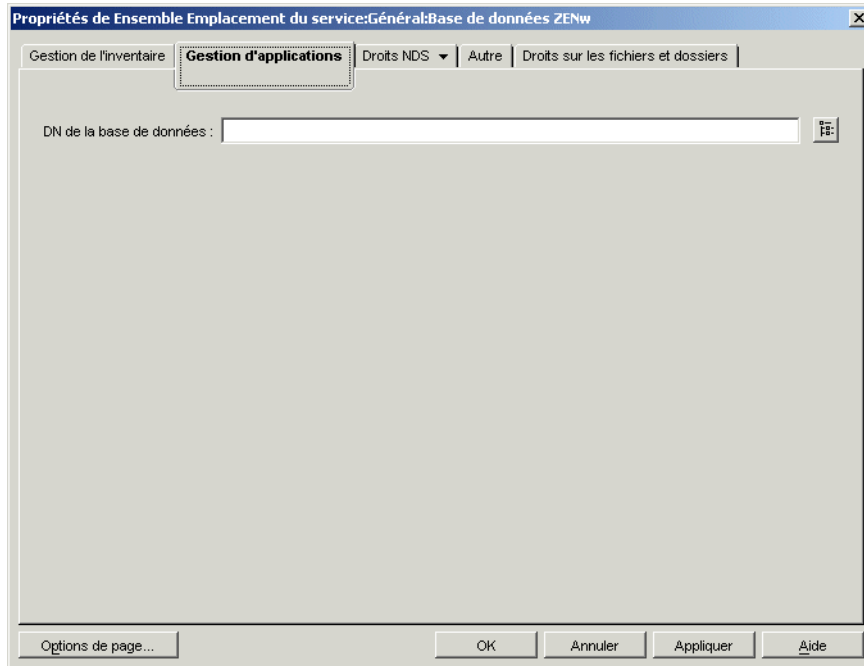 Propriétés de Ensemble Emplacement du service:Général:Base de données ZENw
Gestion de l'inventaire Gestion d'applications Droits NDS Autre Droits sur les fichiers et dossiers
DN de la base de données :
Options de page... OK Annuler Appliquer Aide